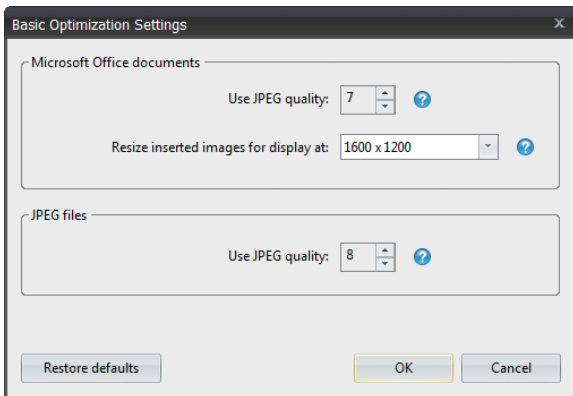 Basic Optimization Settings x
Microsoft Office documents
Use JPEG quality: 7 ?
Resize inserted images for display at: 1600 x 1200 ?
JPEG files
Use JPEG quality: 8 ?
Restore defaults OK Cancel